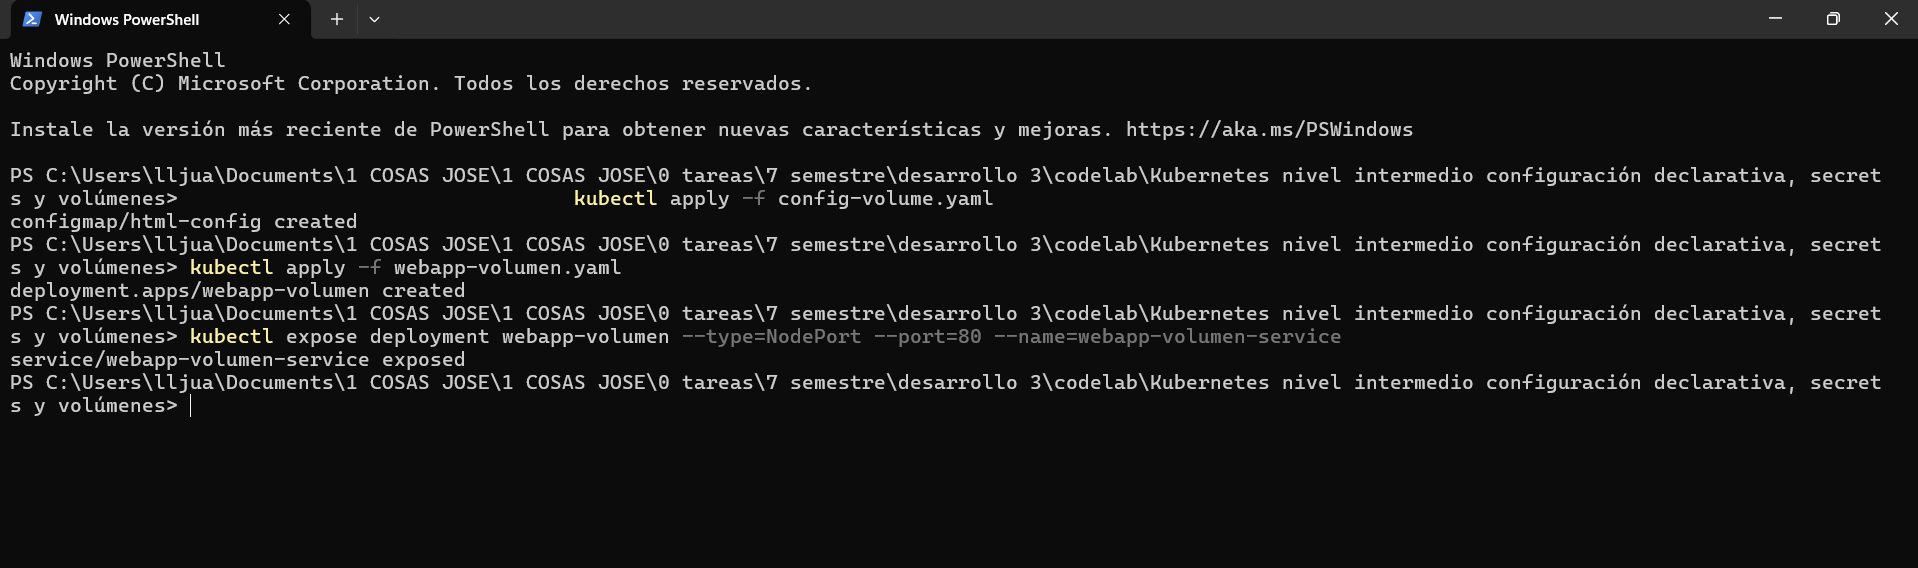 Windows PowerShell
Windows PowerShell
Copyright (C) Microsoft Corporation. Todos los derechos reservados.
Instale la versión más reciente de PowerShell para obtener nuevas características y mejoras. https://aka.ms/PSWindows
PS C:\Users\lljua\Documents\1 COSAS JOSE\1 COSAS JOSE\0 tareas\7 semestre\desarrollo 3\codelab\Kubernetes nivel intermedio configuración declarativa, secret
s y volúmenes>                                 kubectl apply -f config-volume.yaml
configmap/html-config created
PS C:\Users\lljua\Documents\1 COSAS JOSE\1 COSAS JOSE\0 tareas\7 semestre\desarrollo 3\codelab\Kubernetes nivel intermedio configuración declarativa, secret
s y volúmenes> kubectl apply -f webapp-volumen.yaml
deployment.apps/webapp-volumen created
PS C:\Users\lljua\Documents\1 COSAS JOSE\1 COSAS JOSE\0 tareas\7 semestre\desarrollo 3\codelab\Kubernetes nivel intermedio configuración declarativa, secret
s y volúmenes> kubectl expose deployment webapp-volumen --type=NodePort --port=80 --name=webapp-volumen-service
service/webapp-volumen-service exposed
PS C:\Users\lljua\Documents\1 COSAS JOSE\1 COSAS JOSE\0 tareas\7 semestre\desarrollo 3\codelab\Kubernetes nivel intermedio configuración declarativa, secret
s y volúmenes>